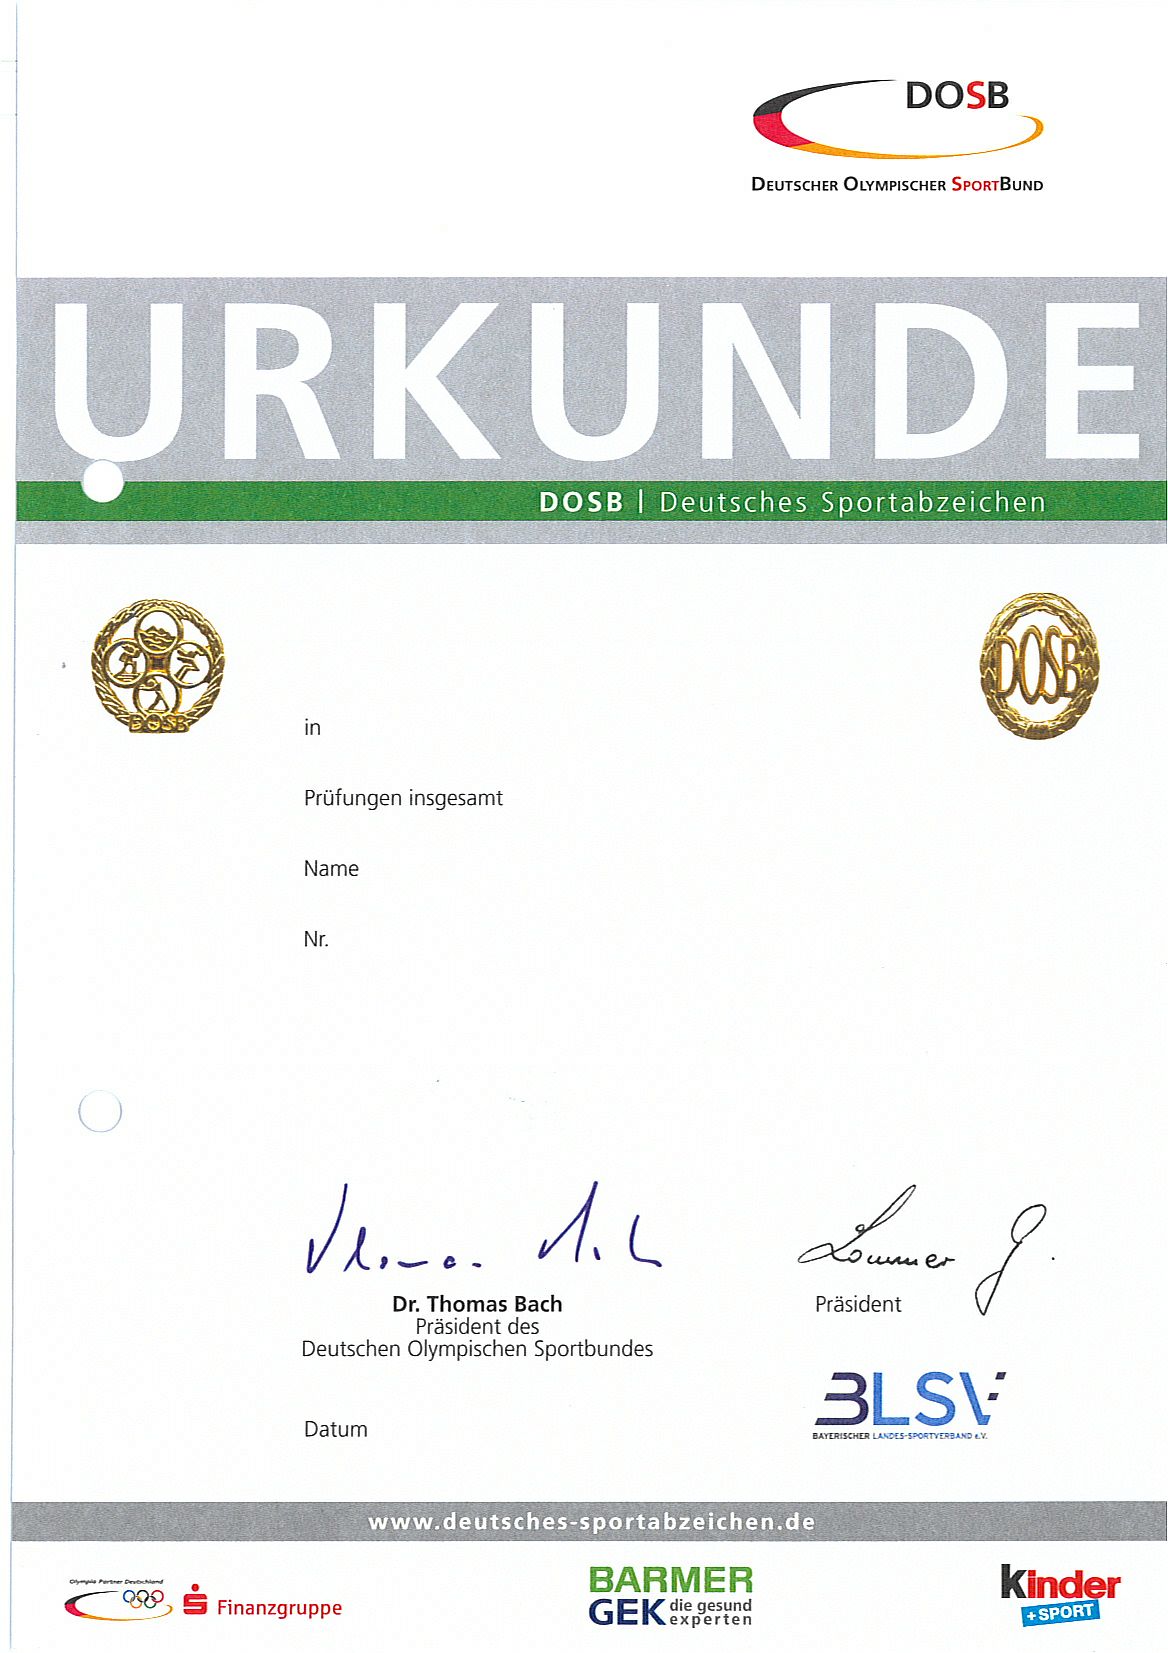 DOSB
DEUTSCHER OLYMPISCHER SPORTBUND
URKUNDE
DOSB | Deutsches Sportabzeichen
DOSB
DOSB
in
Prüfungen insgesamt
Name
Nr.
Lommer G.
Dr. Thomas Bach
Präsident des
Deutschen Olympischen Sportbundes
Präsident
BLSV
BAYERISCHER LANDES-SPORTVERBAND e.V.
Datum
www.deutsches-sportabzeichen.de
Olympia Partner Deutschland
Finanzgruppe
BARMER
GEK die gesund
experten
Kinder
+SPORT